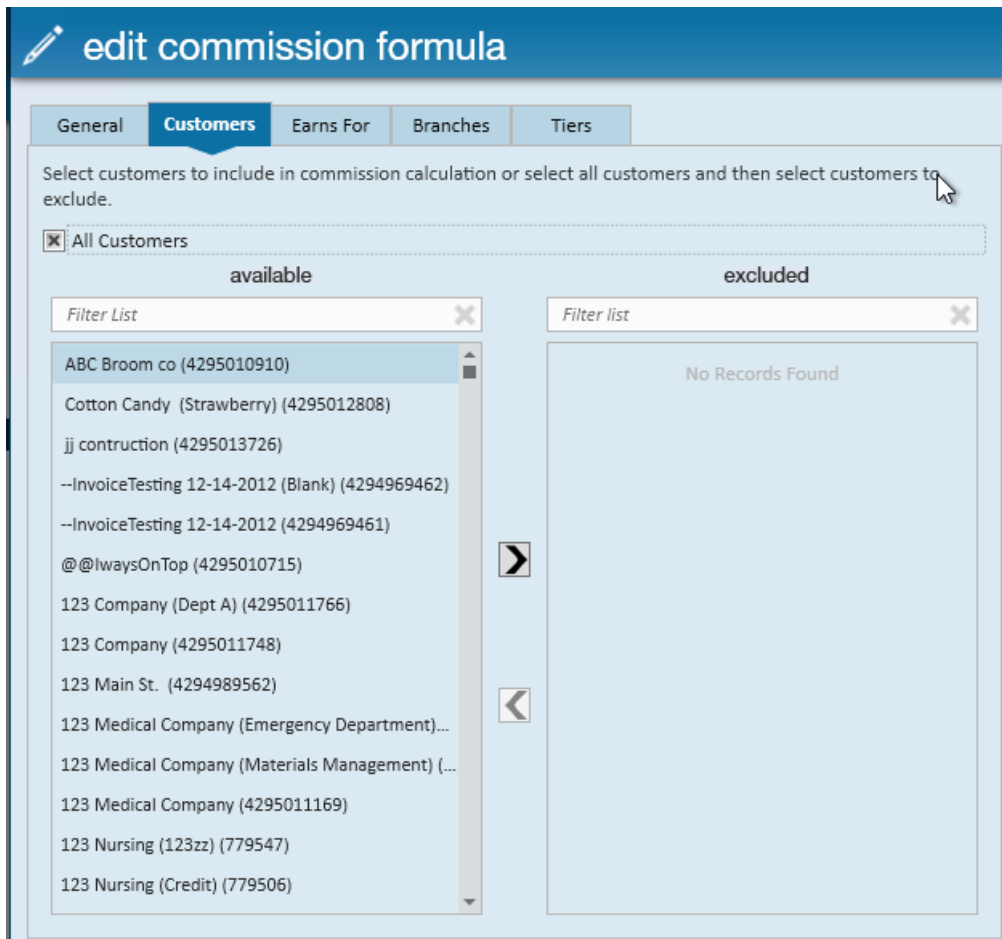 edit commission formula
General Customers Earns For Branches Tiers
Select customers to include in commission calculation or select all customers and then select customers to
exclude.
All Customers
available excluded
Filter List Filter list
ABC Broom co (4295010910)
No Records Found
Cotton Candy  (Strawberry) (4295012808)
jj contruction (4295013726)
--InvoiceTesting 12-14-2012 (Blank) (4294969462)
--InvoiceTesting 12-14-2012 (4294969461)
@@lwaysOnTop (4295010715)
123 Company (Dept A) (4295011766)
123 Company (4295011748)
123 Main St.  (4294989562)
123 Medical Company (Emergency Department)...
123 Medical Company (Materials Management) (...
123 Medical Company (4295011169)
123 Nursing (123zz) (779547)
123 Nursing (Credit) (779506)